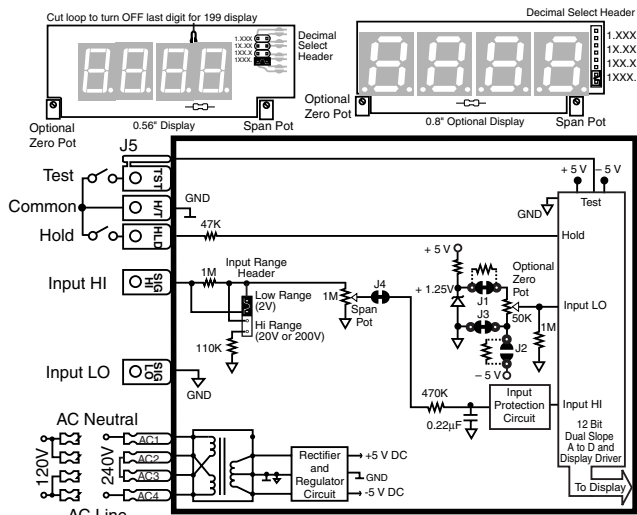 Cut loop to turn OFF last digit for 199 display
1.XXX
1X.XX
1XX.X
1XXX.
Decimal
Select
Header
Optional
Zero Pot
0.56" Display
Span Pot
Decimal Select Header
1.XXX
1X.XX
1XX.X
1XXX.
Optional
Zero Pot
0.8" Optional Display
Span Pot
J5
Test
TST
Common
H/T
GND
Hold
HLD
47K
Input HI
SIG HI
1M
Input Range
Header
Low Range
(2V)
Hi Range
(20V or 200V)
110K
1M
Span
Pot
J4
+ 5 V
+ 1.25V
J1
J3
J2
Optional
Zero
Pot
50K
1M
– 5 V
+ 5 V
– 5 V
GND
Test
Hold
Input LO
Input HI
12 Bit
Dual Slope
A to D and
Display Driver
To Display
470K
0.22µF
Input
Protection
Circuit
Input LO
SIG LO
GND
AC Neutral
120V
240V
AC1
AC2
AC3
AC4
AC Line
Rectifier
and
Regulator
Circuit
+5 V DC
GND
-5 V DC